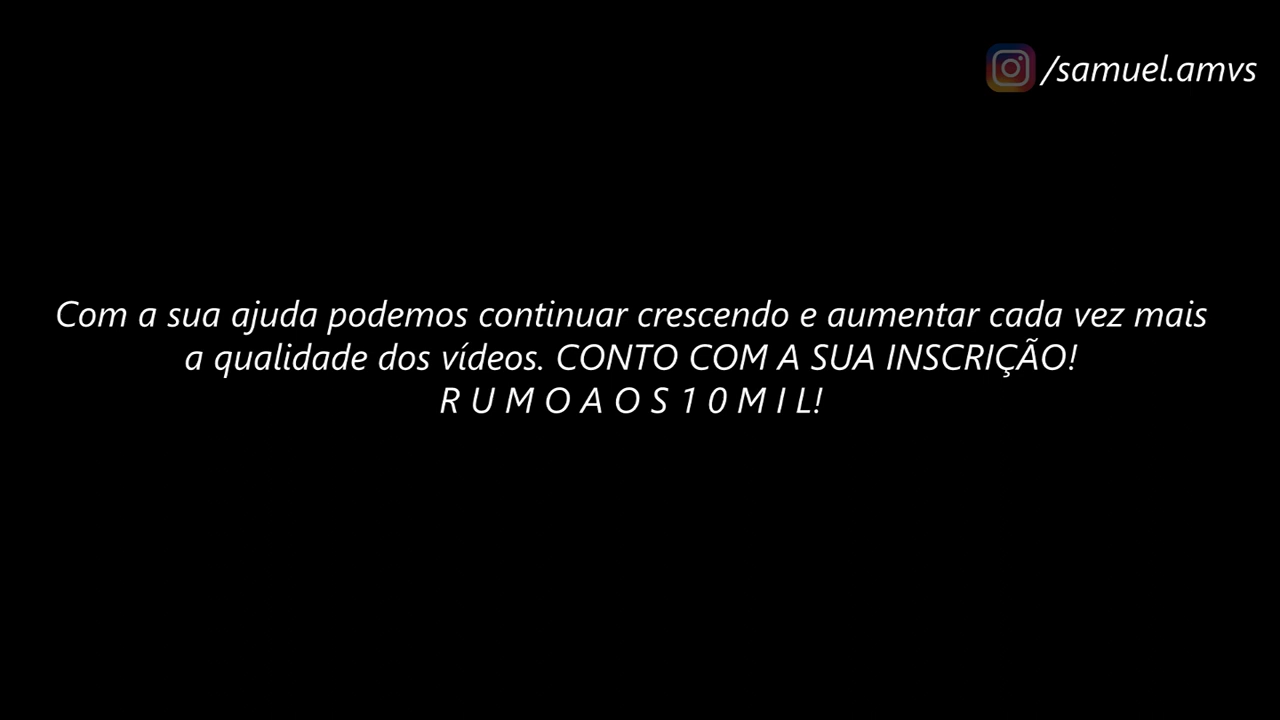 /samuel.amvs
Com a sua ajuda podemos continuar crescendo e aumentar cada vez mais
a qualidade dos vídeos. CONTO COM A SUA INSCRIÇÃO!
R U M O A O S 1 0 M I L!